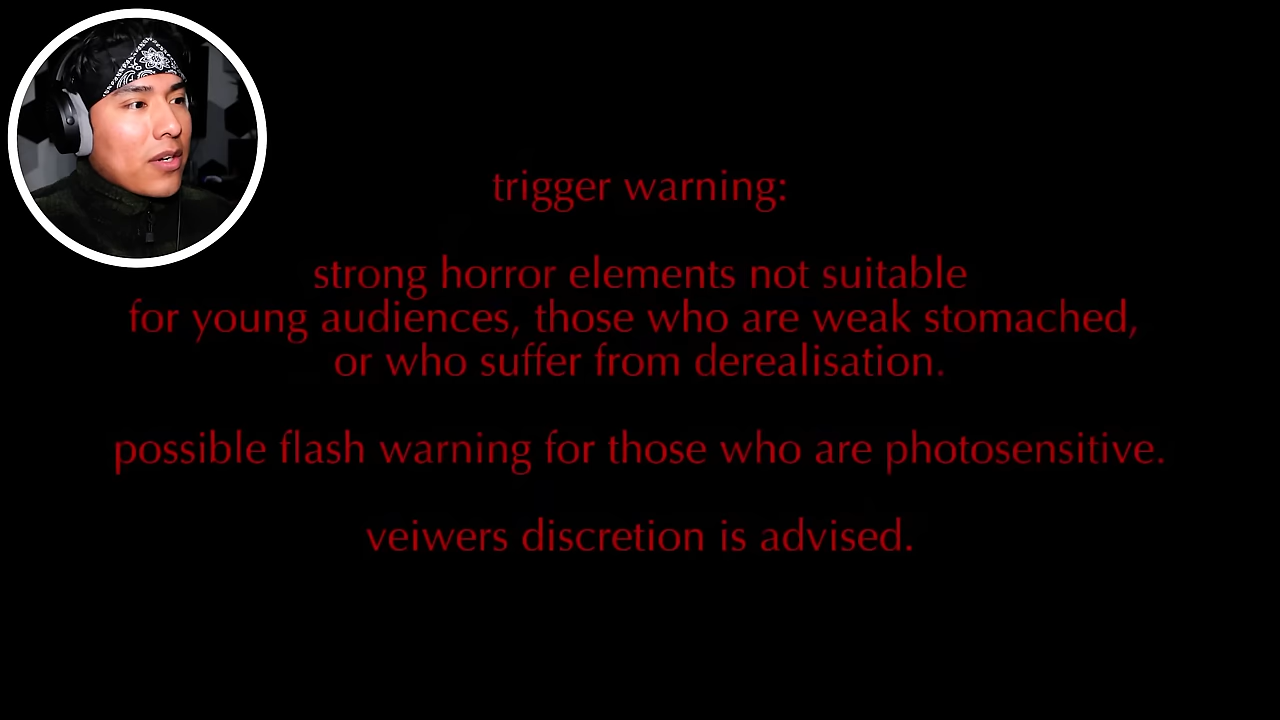 trigger warning:
strong horror elements not suitable
for young audiences, those who are weak stomached,
or who suffer from derealisation.
possible flash warning for those who are photosensitive.
veiwers discretion is advised.